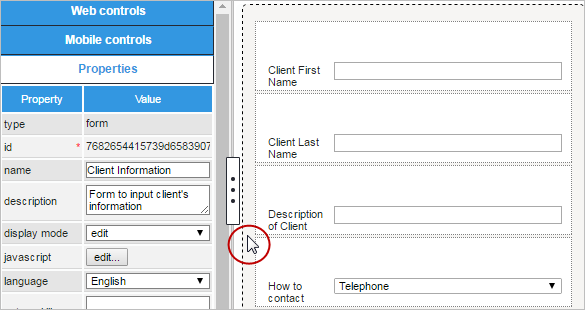 Web controls
Mobile controls
Properties
Property Value
type form
id * 7682654415739d6583907
name Client Information
description Form to input client's
information
display mode edit
javascript edit...
language English
Client First
Name
Client Last
Name
Description
of Client
How to
contact
Telephone